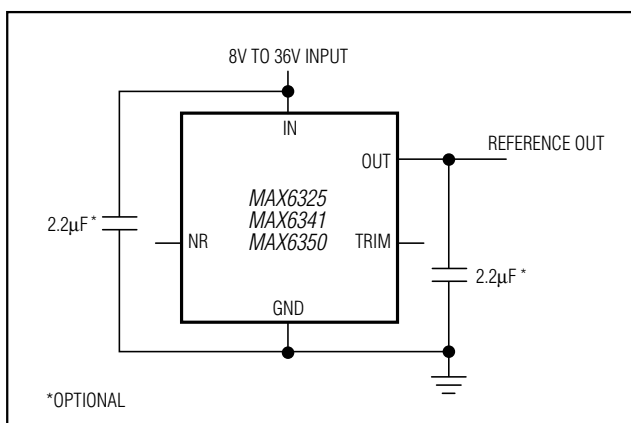 8V TO 36V INPUT
IN
OUT
REFERENCE OUT
MAX6325
MAX6341
MAX6350
2.2µF*
NR
TRIM
2.2µF*
GND
*OPTIONAL